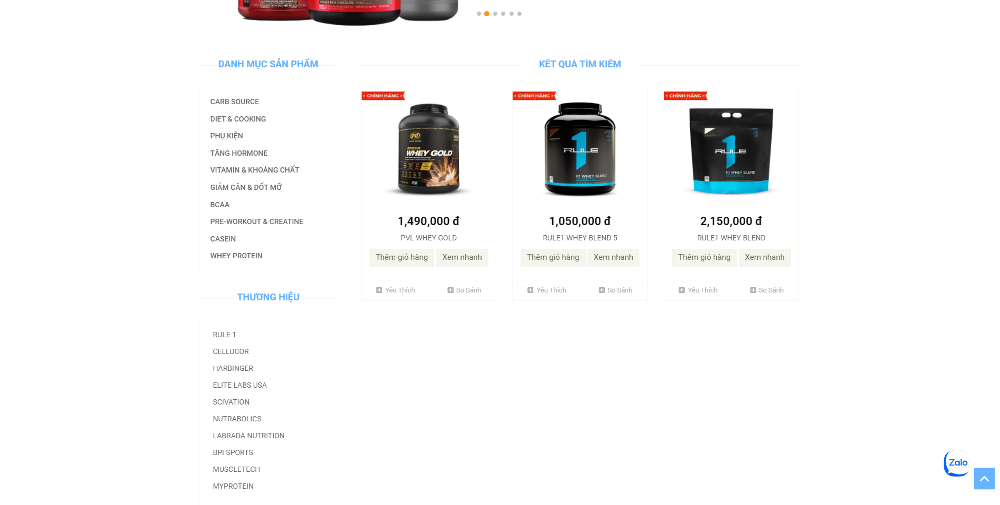 DANH MỤC SẢN PHẨM
CARB SOURCE
DIET & COOKING
PHỤ KIỆN
TĂNG HORMONE
VITAMIN & KHOÁNG CHẤT
GIẢM CÂN & ĐỐT MỠ
BCAA
PRE-WORKOUT & CREATINE
CASEIN
WHEY PROTEIN
THƯƠNG HIỆU
RULE 1
CELLUCOR
HARBINGER
ELITE LABS USA
SCIVATION
NUTRABOLICS
LABRADA NUTRITION
BPI SPORTS
MUSCLETECH
MYPROTEIN
KẾT QUẢ TÌM KIẾM
CHÍNH HÃNG
PVL
WHEY GOLD
1,490,000 đ
PVL WHEY GOLD
Thêm giỏ hàng Xem nhanh
Yêu Thích So Sánh
CHÍNH HÃNG
1
RULE
R1 WHEY BLEND
1,050,000 đ
RULE1 WHEY BLEND 5
Thêm giỏ hàng Xem nhanh
Yêu Thích So Sánh
CHÍNH HÃNG
1
RULE
R1 WHEY BLEND
2,150,000 đ
RULE1 WHEY BLEND
Thêm giỏ hàng Xem nhanh
Yêu Thích So Sánh
Zalo